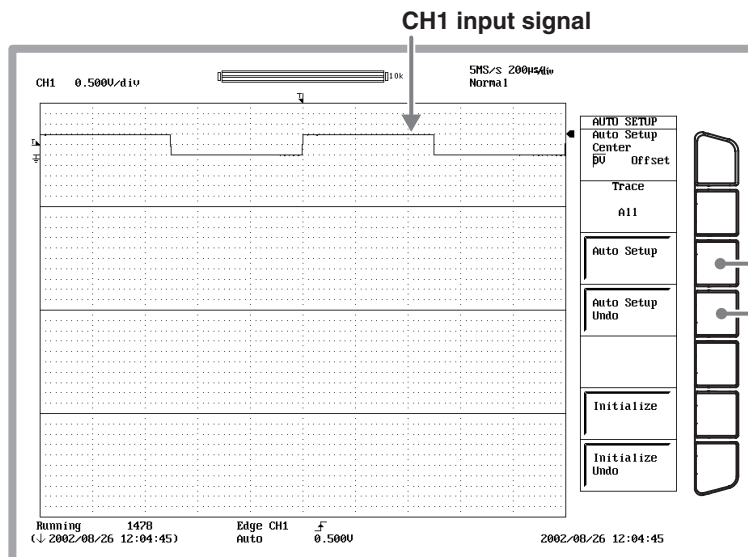 CH1 input signal
CH1 0.500V/div
10k
5MS/s 200µs/div
Normal
AUTO SETUP
Auto Setup
Center
0V Offset
Trace
All
Auto Setup
Auto Setup
Undo
Initialize
Initialize
Undo
Running 1478
Edge CH1
(↓2002/08/26 12:04:45)
Auto 0.500V
2002/08/26 12:04:45